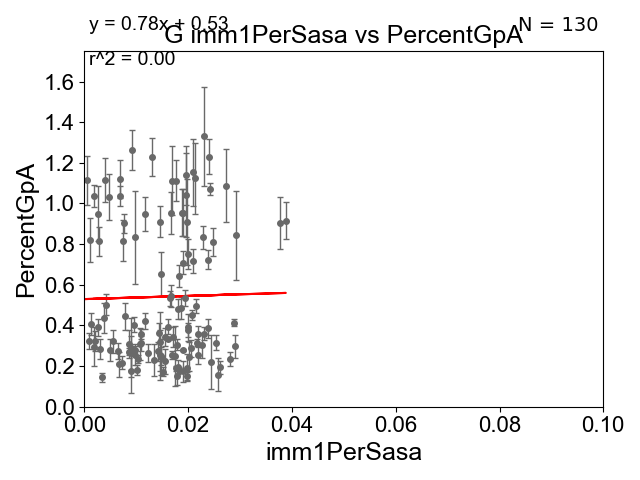 y = 0.78x + 0.53
G imm1PerSasa vs PercentGpA
N = 130
r^2 = 0.00
PercentGpA
1.6
1.4
1.2
1.0
0.8
0.6
0.4
0.2
0.0
0.00 0.02 0.04 0.06 0.08 0.10
imm1PerSasa